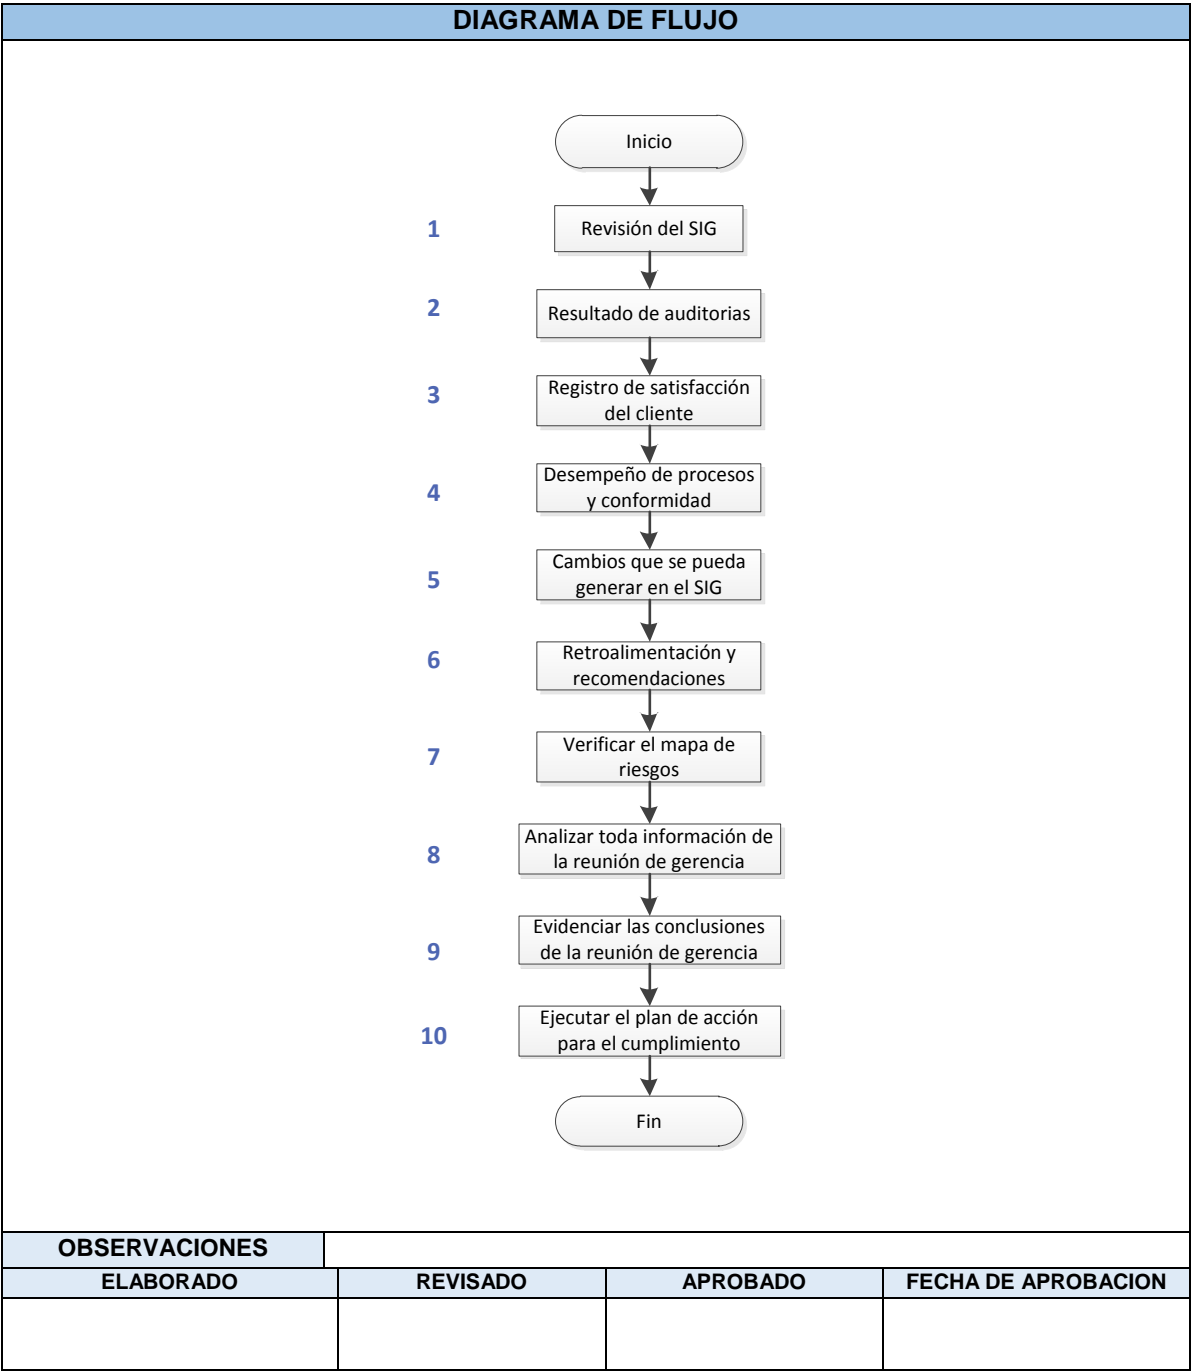 DIAGRAMA DE FLUJO
Inicio
1
Revisión del SIG
2
Resultado de auditorias
3
Registro de satisfacción
del cliente
4
Desempeño de procesos
y conformidad
5
Cambios que se pueda
generar en el SIG
6
Retroalimentación y
recomendaciones
7
Verificar el mapa de
riesgos
8
Analizar toda información de
la reunión de gerencia
9
Evidenciar las conclusiones
de la reunión de gerencia
10
Ejecutar el plan de acción
para el cumplimiento
Fin
OBSERVACIONES
ELABORADO REVISADO APROBADO FECHA DE APROBACION